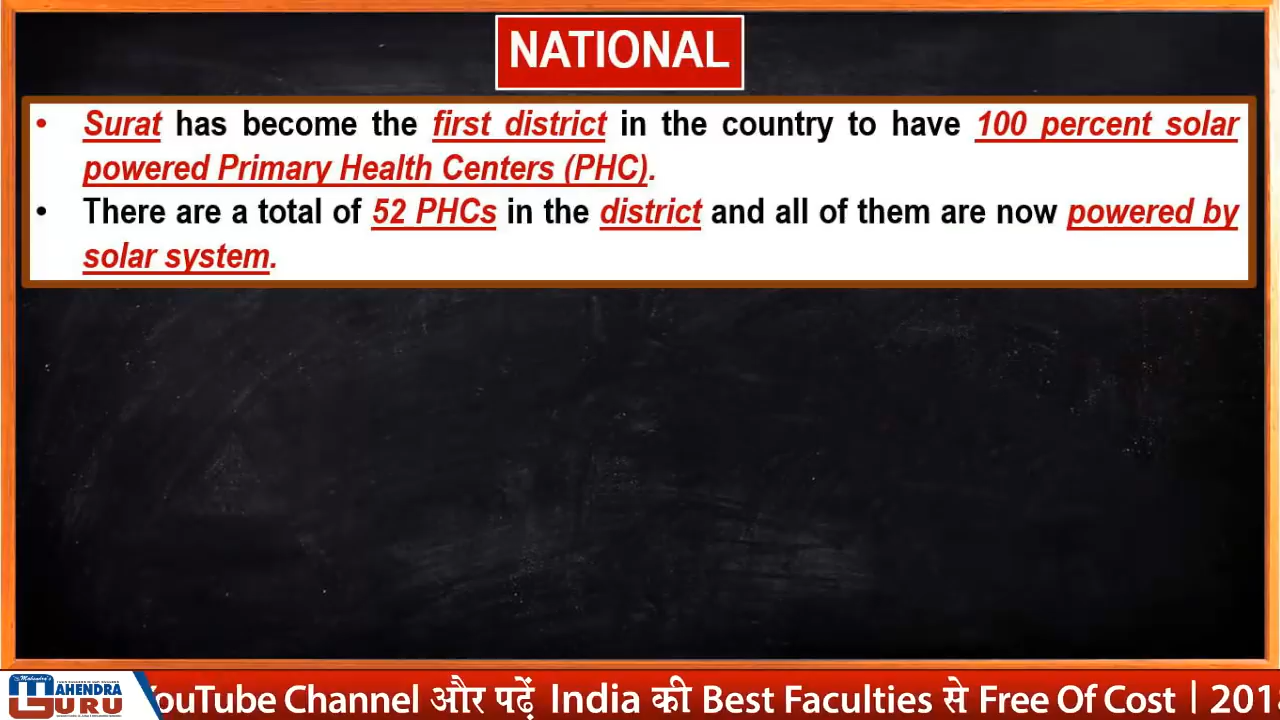 NATIONAL
• Surat has become the first district in the country to have 100 percent solar
powered Primary Health Centers (PHC).
• There are a total of 52 PHCs in the district and all of them are now powered by
solar system.
Mahendra's
MAHENDRA
GURU
YouTube Channel और पढ़ें India की Best Faculties से Free Of Cost | 201